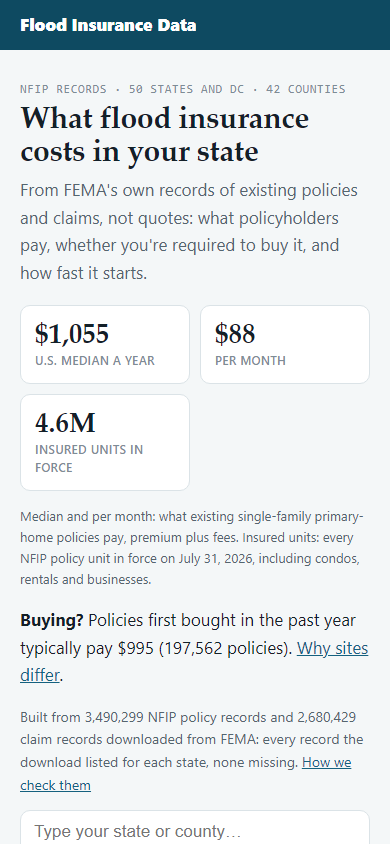 Flood Insurance Data
NFIP RECORDS · 50 STATES AND DC · 42 COUNTIES
What flood insurance
costs in your state
From FEMA's own records of existing policies
and claims, not quotes: what policyholders
pay, whether you're required to buy it, and
how fast it starts.
$1,055
U.S. MEDIAN A YEAR
$88
PER MONTH
4.6M
INSURED UNITS IN
FORCE
Median and per month: what existing single-family primary-
home policies pay, premium plus fees. Insured units: every
NFIP policy unit in force on July 31, 2026, including condos,
rentals and businesses.
Buying? Policies first bought in the past year
typically pay $995 (197,562 policies). Why sites
differ.
Built from 3,490,299 NFIP policy records and 2,680,429
claim records downloaded from FEMA: every record the
download listed for each state, none missing. How we
check them
Type your state or county…